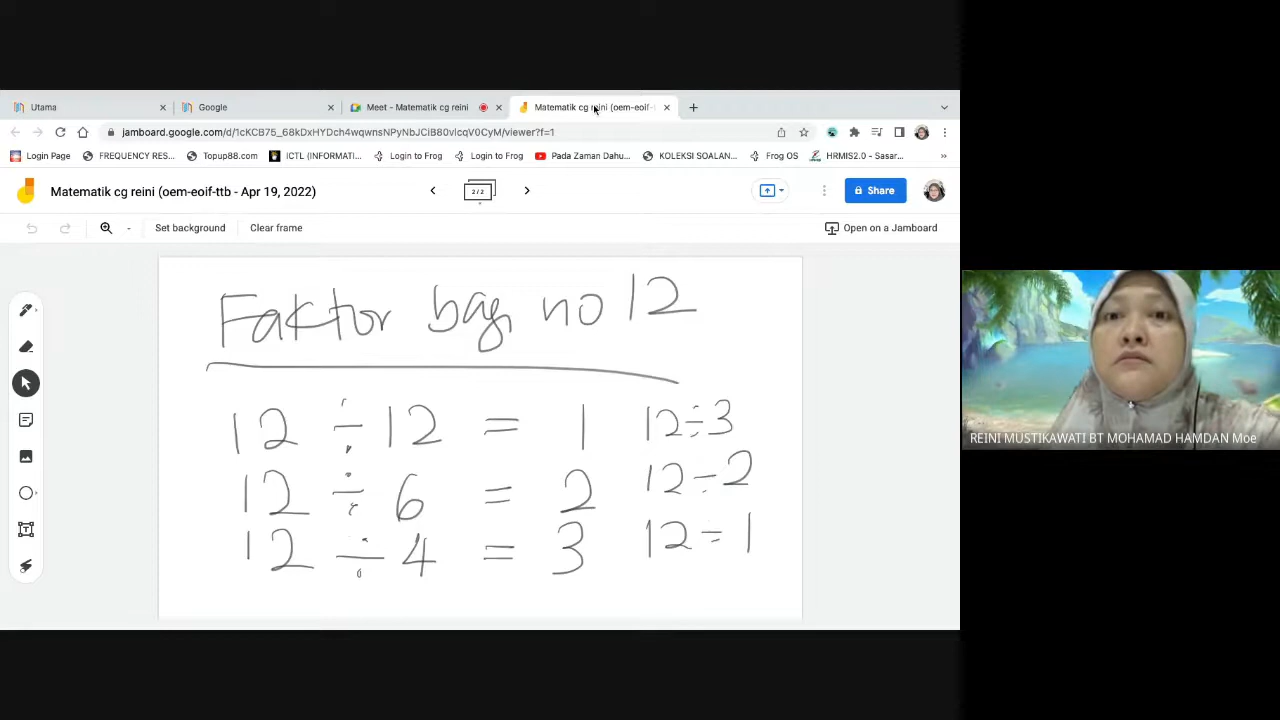 Utama
Google
Meet - Matematik cg reini
Matematik cg reini (oem-eoif-
jamboard.google.com/d/1cKCB75_68kDxHYDch4wqwnsNPyNbJCiB80vlcqV0CyM/viewer?f=1
Login Page
FREQUENCY RES...
Topup88.com
ICTL (INFORMATI...
Login to Frog
Login to Frog
Pada Zaman Dahu...
KOLEKSI SOALAN...
Frog OS
HRMIS2.0 - Sasar...
»
Matematik cg reini (oem-eoif-ttb - Apr 19, 2022)
2 / 2
Share
Set background
Clear frame
Open on a Jamboard
Faktor bagi no 12
12 ÷ 12 = 1 12÷3
12 ÷ 6 = 2 12÷2
12 ÷ 4 = 3 12÷1
REINI MUSTIKAWATI BT MOHAMAD HAMDAN Moe